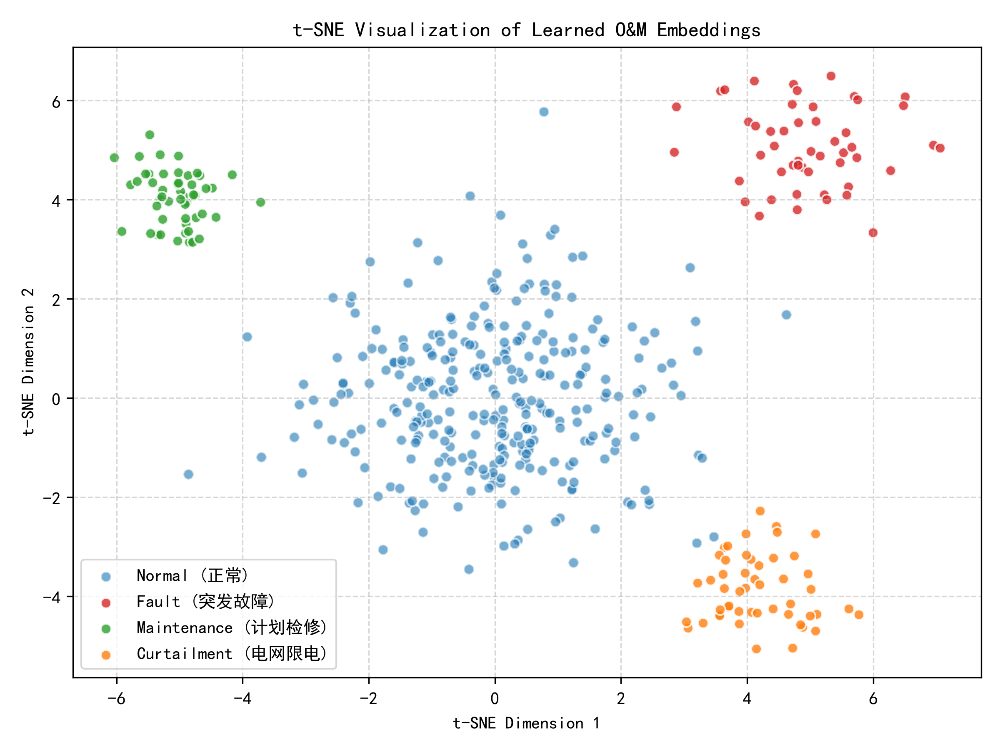 t-SNE Visualization of Learned O&M Embeddings
t-SNE Dimension 2
6
4
2
0
−2
−4
−6
−4
−2
0
2
4
6
t-SNE Dimension 1
Normal (正常)
Fault (突发故障)
Maintenance (计划检修)
Curtailment (电网限电)